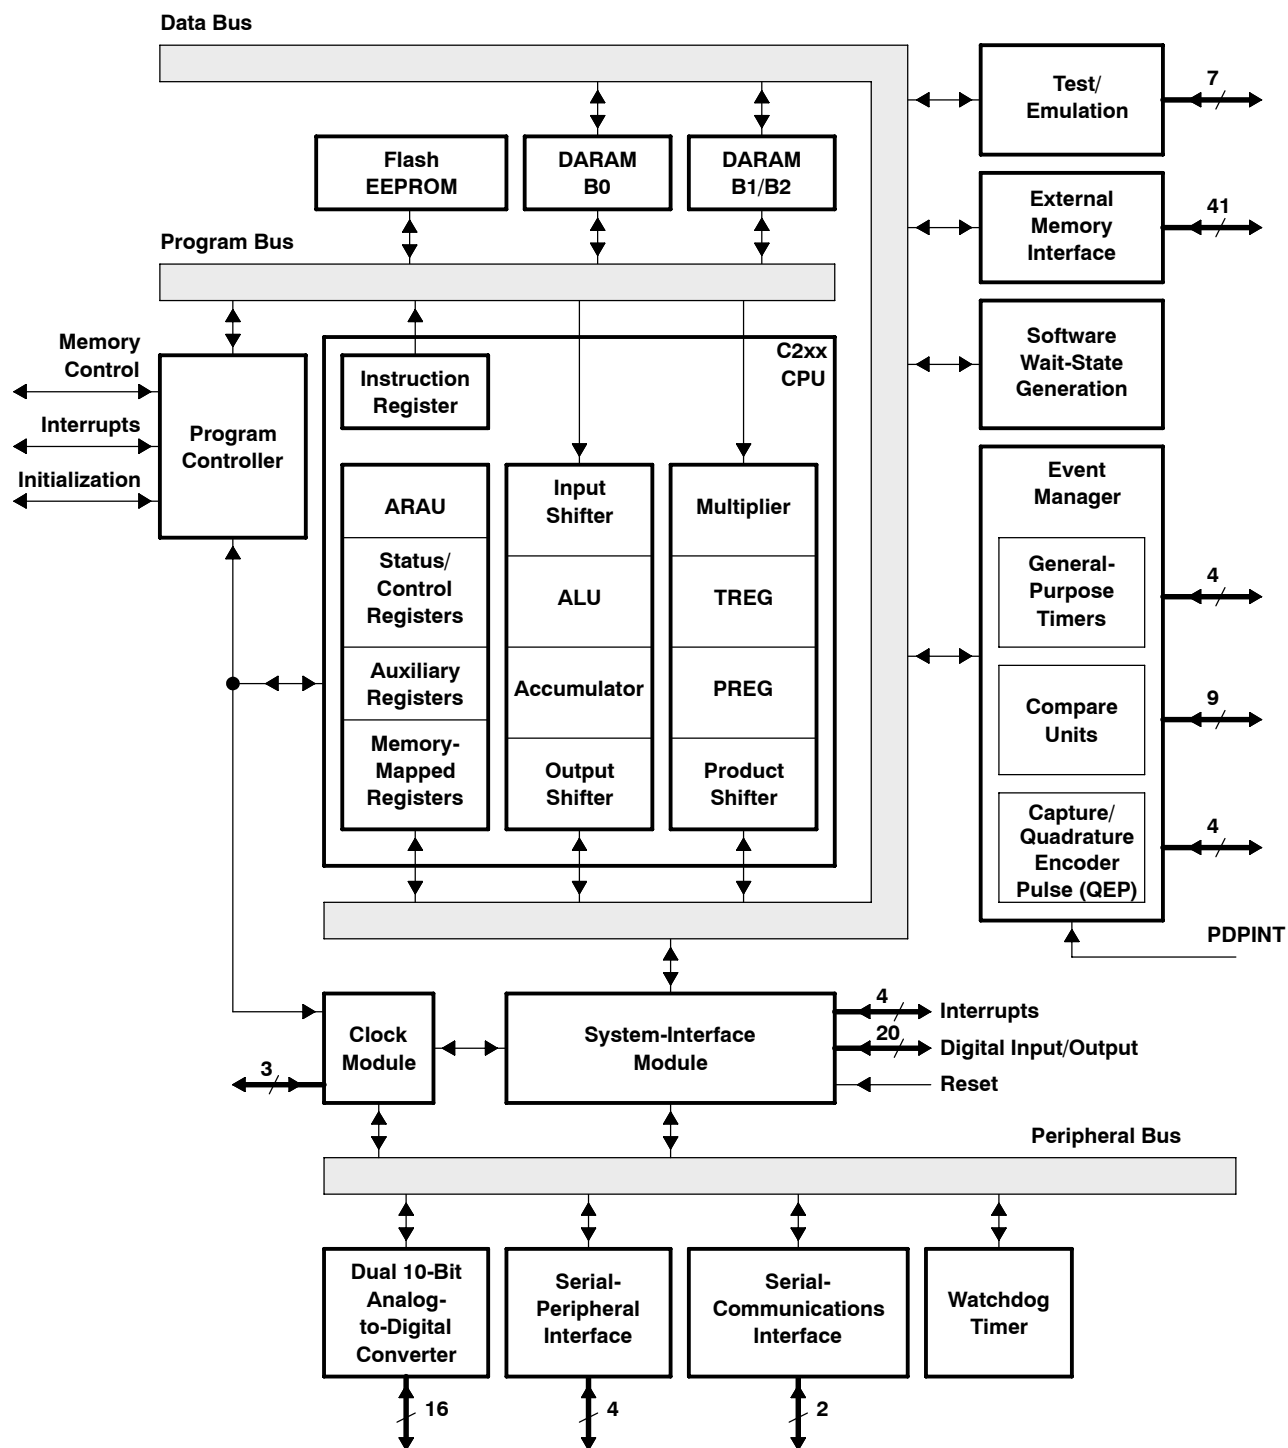 Data Bus
Test/
Emulation
7
Flash
EEPROM
DARAM
B0
DARAM
B1/B2
External
Memory
Interface
41
Program Bus
Software
Wait-State
Generation
Memory
Control
Interrupts
Initialization
Program
Controller
C2xx
CPU
Instruction
Register
ARAU
Status/
Control
Registers
Auxiliary
Registers
Memory-
Mapped
Registers
Input
Shifter
ALU
Accumulator
Output
Shifter
Multiplier
TREG
PREG
Product
Shifter
Event
Manager
General-
Purpose
Timers
4
Compare
Units
9
Capture/
Quadrature
Encoder
Pulse (QEP)
4
PDPINT
Clock
Module
3
System-Interface
Module
4
Interrupts
20
Digital Input/Output
Reset
Peripheral Bus
Dual 10-Bit
Analog-
to-Digital
Converter
16
Serial-
Peripheral
Interface
4
Serial-
Communications
Interface
2
Watchdog
Timer